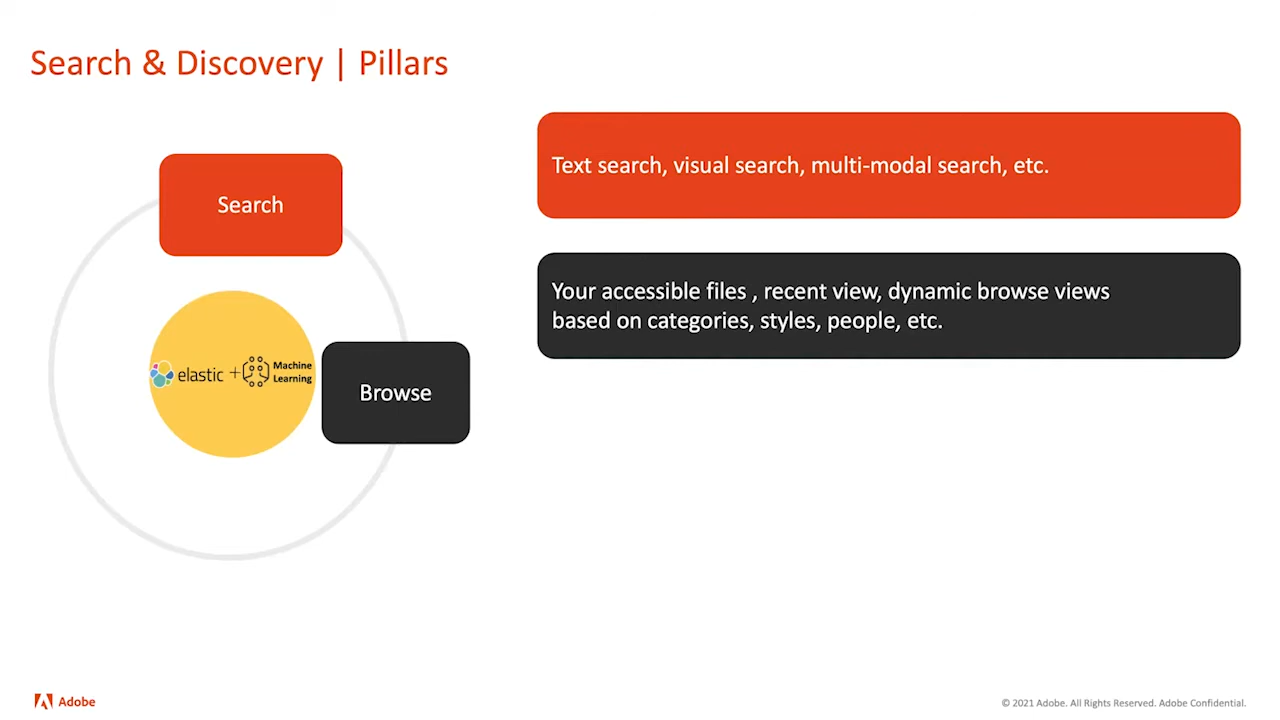 Search & Discovery | Pillars
Search
Text search, visual search, multi-modal search, etc.
Your accessible files , recent view, dynamic browse views
based on categories, styles, people, etc.
elastic + Machine
Learning
Browse
Adobe
© 2021 Adobe. All Rights Reserved. Adobe Confidential.